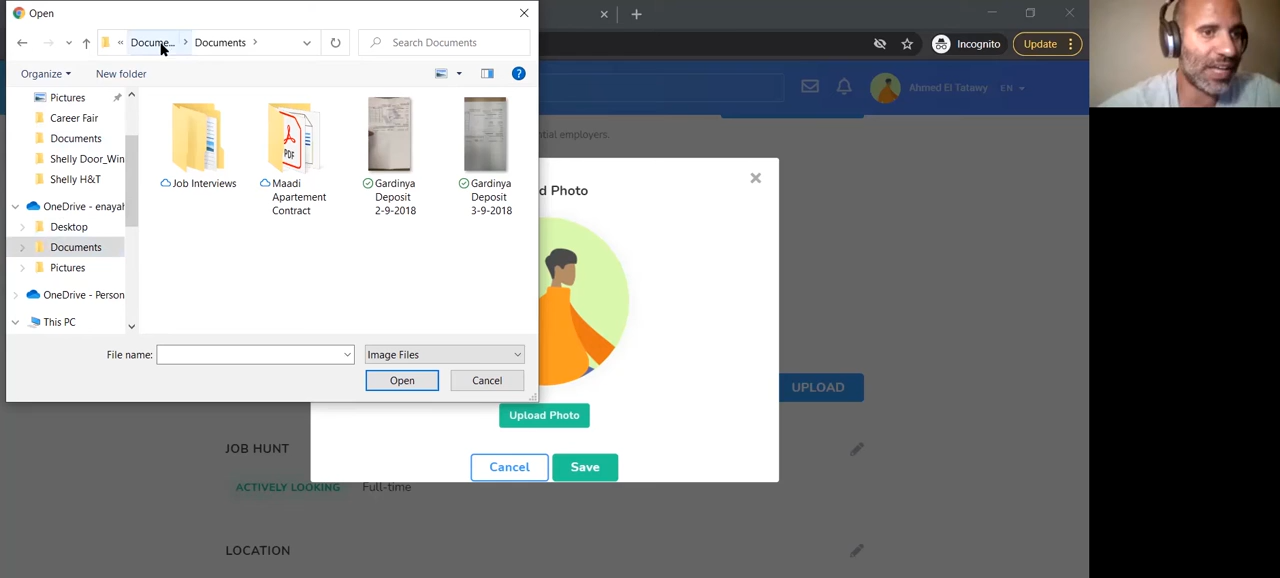 Open
Docume...
Documents
Search Documents
Organize
New folder
Pictures
Career Fair
Documents
Shelly Door_Win
Shelly H&T
OneDrive - enayah
Desktop
Documents
Pictures
OneDrive - Person
This PC
Job Interviews
Maadi
Apartement
Contract
Gardinya
Deposit
2-9-2018
Gardinya
Deposit
3-9-2018
PDF
File name:
Image Files
Open
Cancel
Incognito
Update
Ahmed El Tatawy
EN
ential employers.
d Photo
Upload Photo
Cancel
Save
UPLOAD
JOB HUNT
ACTIVELY LOOKING
Full-time
LOCATION